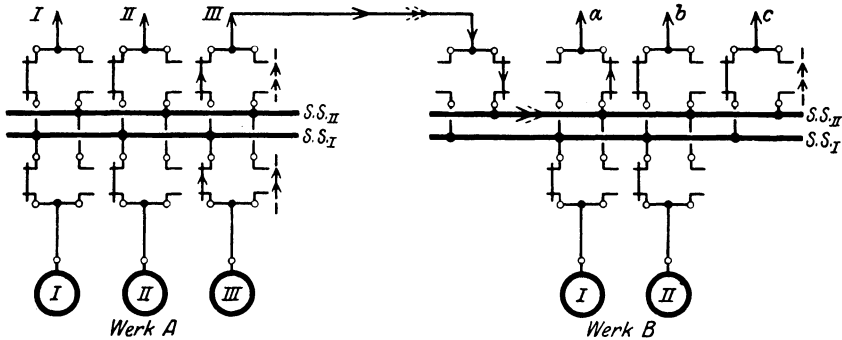 I II III a b c
S.S.II S.S.II
S.S.I S.S.I
I II III I II
Werk A Werk B